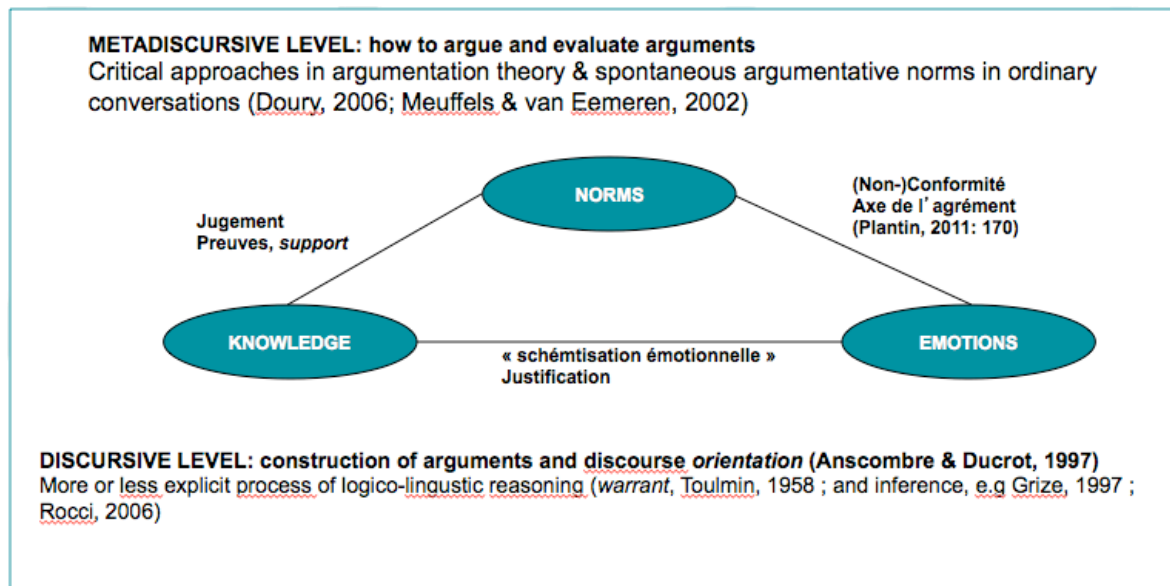 METADISCURSIVE LEVEL: how to argue and evaluate arguments
Critical approaches in argumentation theory & spontaneous argumentative norms in ordinary
conversations (Doury, 2006; Meuffels & van Eemeren, 2002)
NORMS
(Non-)Conformité
Axe de l' agrément
(Plantin, 2011: 170)
Jugement
Preuves, support
KNOWLEDGE
EMOTIONS
« schémtisation émotionnelle »
Justification
DISCURSIVE LEVEL: construction of arguments and discourse orientation (Anscombre & Ducrot, 1997)
More or less explicit process of logico-lingustic reasoning (warrant, Toulmin, 1958 ; and inference, e.g Grize, 1997 ;
Rocci, 2006)